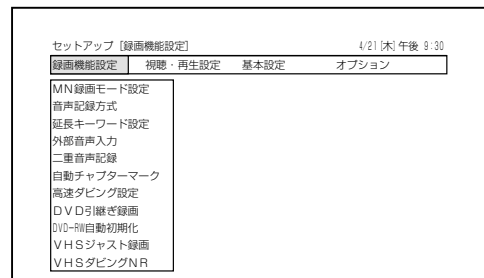 セットアップ［録画機能設定］ 4/21[木]午後 9:30
録画機能設定 視聴・再生設定 基本設定 オプション
ＭＮ録画モード設定
音声記録方式
延長キーワード設定
外部音声入力
二重音声記録
自動チャプターマーク
高速ダビング設定
ＤＶＤ引継ぎ録画
DVD-RW自動初期化
ＶＨＳジャスト録画
ＶＨＳダビングＮＲ